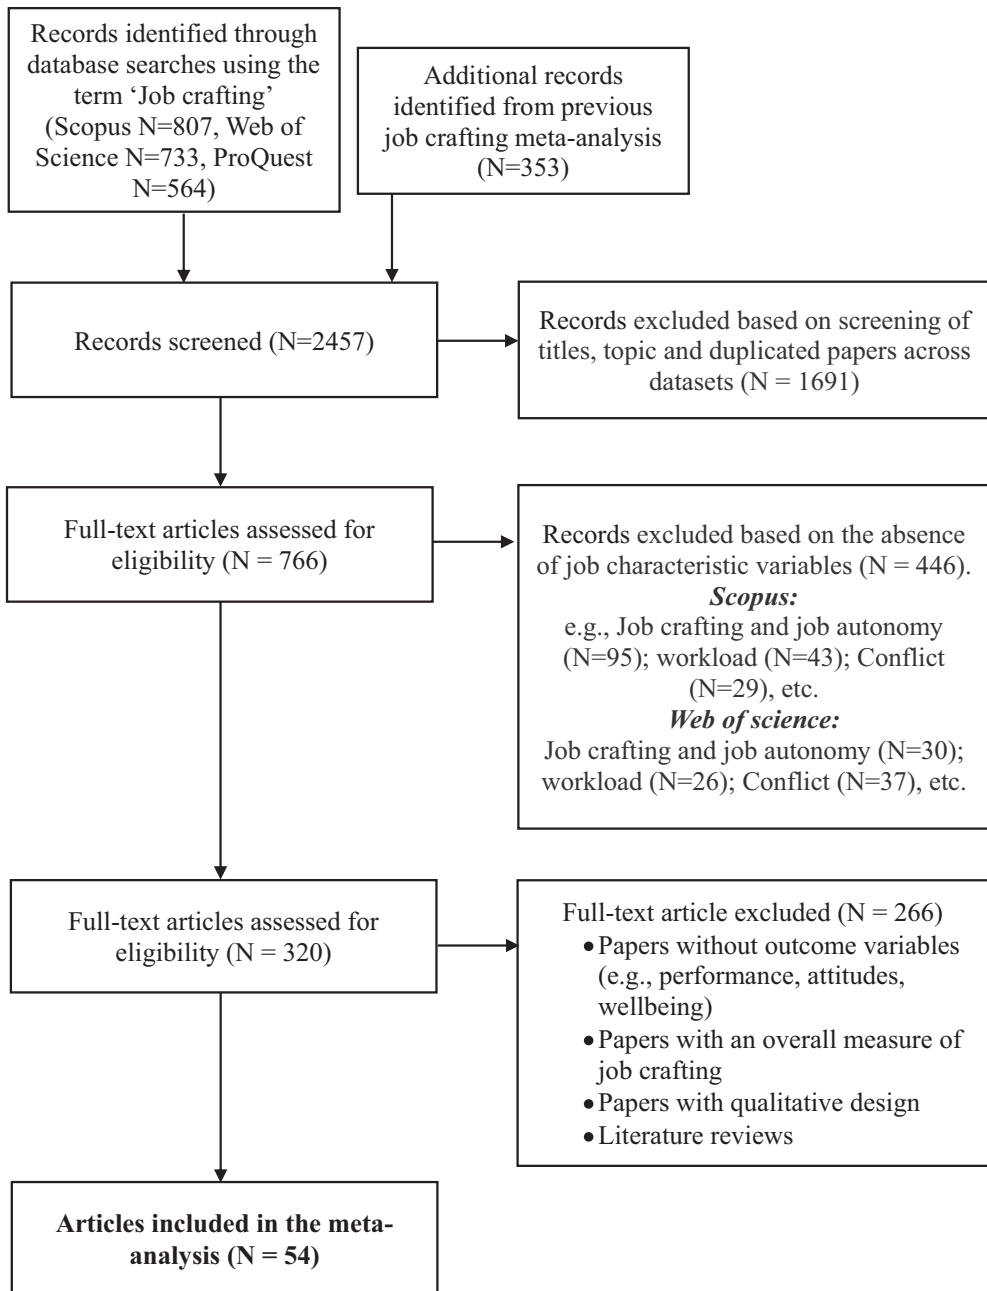 Records identified through
database searches using the
term ‘Job crafting’
(Scopus N=807, Web of
Science N=733, ProQuest
N=564)
Additional records
identified from previous
job crafting meta-analysis
(N=353)
Records screened (N=2457)
Records excluded based on screening of
titles, topic and duplicated papers across
datasets (N = 1691)
Full-text articles assessed for
eligibility (N = 766)
Records excluded based on the absence
of job characteristic variables (N = 446).
Scopus:
e.g., Job crafting and job autonomy
(N=95); workload (N=43); Conflict
(N=29), etc.
Web of science:
Job crafting and job autonomy (N=30);
workload (N=26); Conflict (N=37), etc.
Full-text articles assessed for
eligibility (N = 320)
Full-text article excluded (N = 266)
•Papers without outcome variables
(e.g., performance, attitudes,
wellbeing)
•Papers with an overall measure of
job crafting
•Papers with qualitative design
•Literature reviews
Articles included in the meta-
analysis (N = 54)